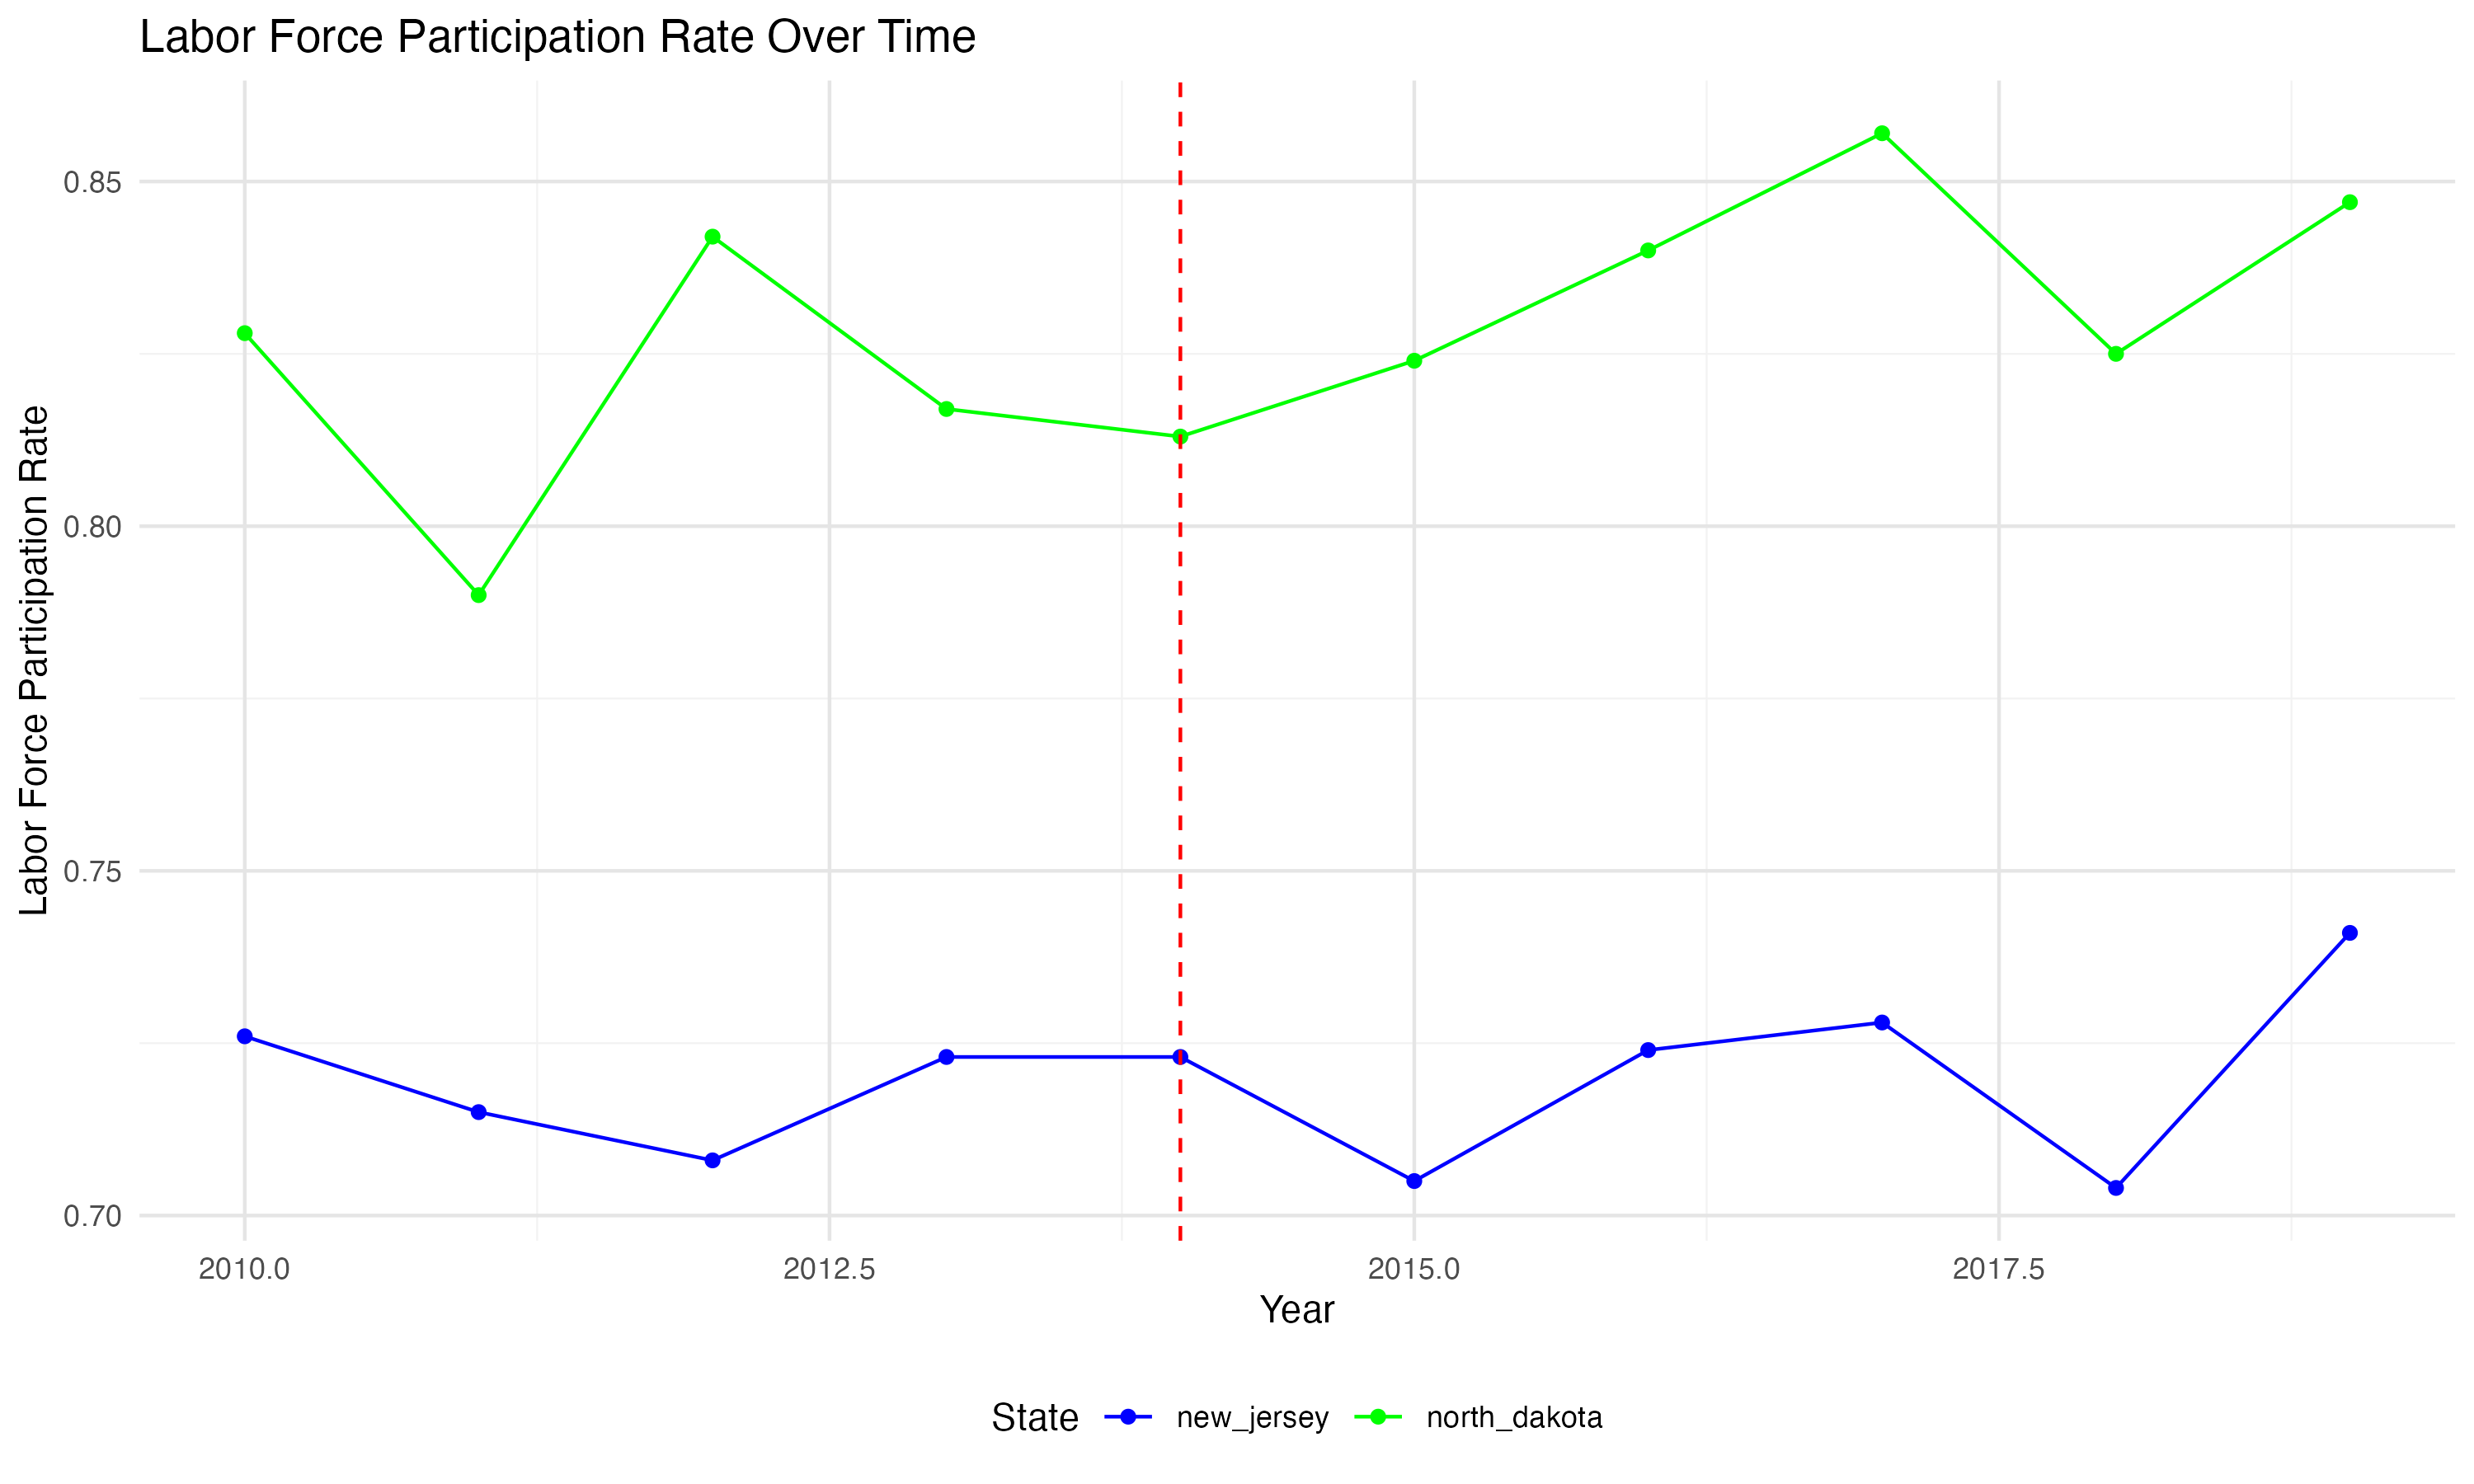 Labor Force Participation Rate Over Time
Labor Force Participation Rate
0.85
0.80
0.75
0.70
2010.0 2012.5 2015.0 2017.5
Year
State new_jersey north_dakota